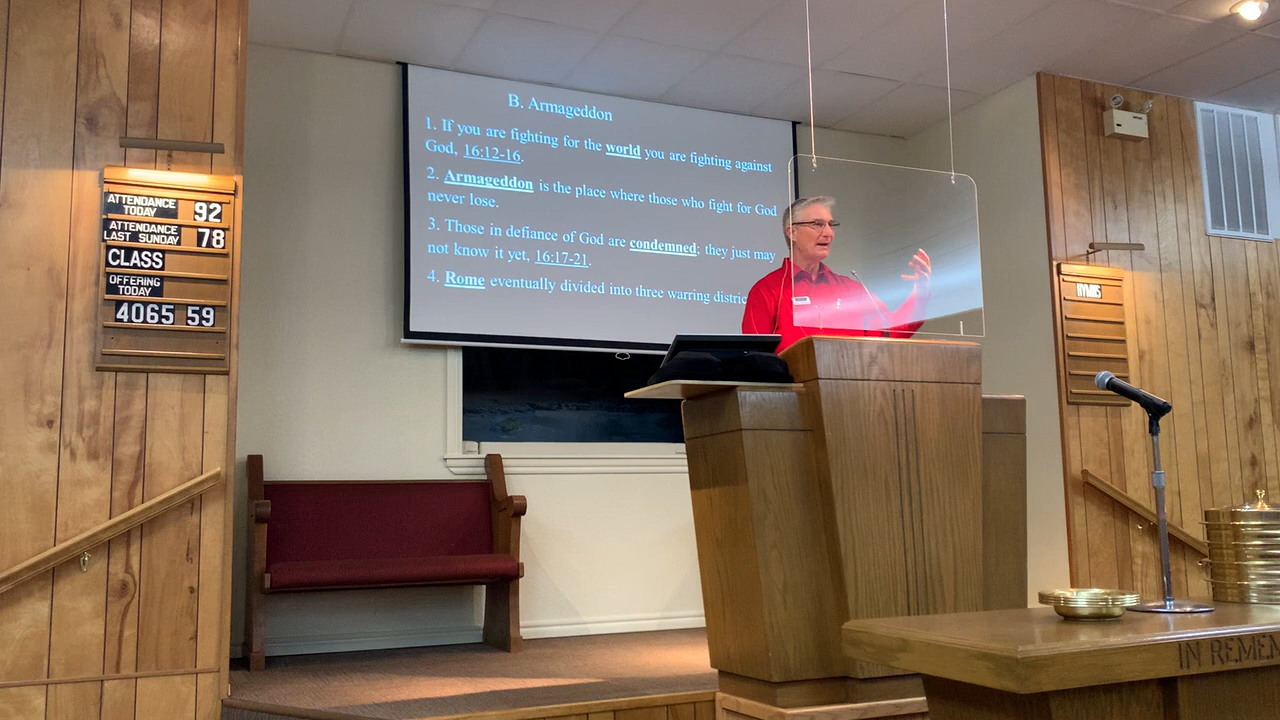 B. Armageddon
1. If you are fighting for the world you are fighting against
God, 16:12-16.
2. Armageddon is the place where those who fight for God
never lose.
3. Those in defiance of God are condemned; they just may
not know it yet, 16:17-21.
4. Rome eventually divided into three warring
ATTENDANCE
TODAY 92
ATTENDANCE
LAST SUNDAY 78
CLASS
OFFERING
TODAY
4065 59
HYMNS
IN